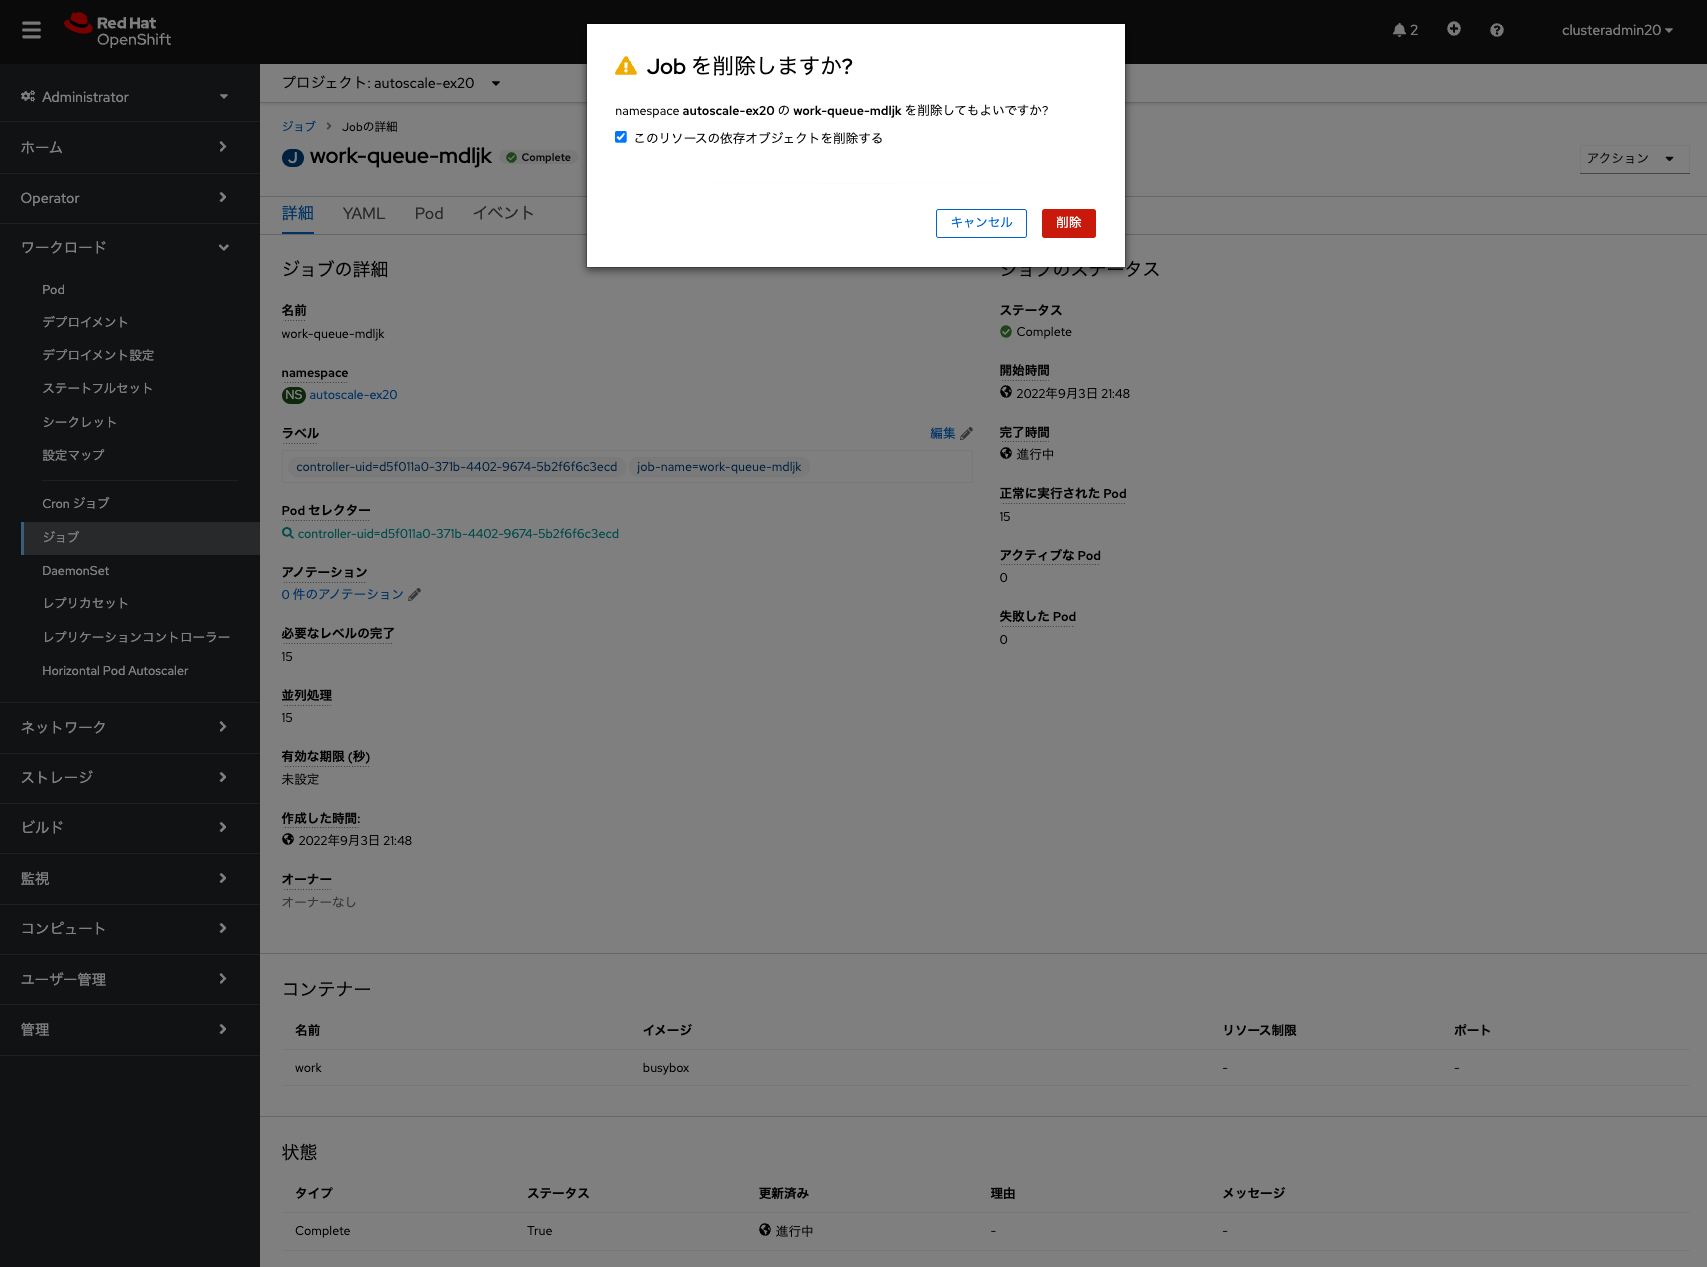 Red Hat
OpenShift
2
clusteradmin20
Administrator
ホーム
Operator
ワークロード
Pod
デプロイメント
デプロイメント設定
ステートフルセット
シークレット
設定マップ
Cron ジョブ
ジョブ
DaemonSet
レプリカセット
レプリケーションコントローラー
Horizontal Pod Autoscaler
ネットワーク
ストレージ
ビルド
監視
コンピュート
ユーザー管理
管理
プロジェクト: autoscale-ex20
ジョブ > Jobの詳細
J work-queue-mdljk Complete
アクション
詳細 YAML Pod イベント
Job を削除しますか?
namespace autoscale-ex20 の work-queue-mdljk を削除してもよいですか?
このリソースの依存オブジェクトを削除する
キャンセル 削除
ジョブの詳細
名前
work-queue-mdljk
namespace
NS autoscale-ex20
ラベル 編集
controller-uid=d5f011a0-371b-4402-9674-5b2f6f6c3ecd job-name=work-queue-mdljk
Pod セレクター
controller-uid=d5f011a0-371b-4402-9674-5b2f6f6c3ecd
アノテーション
0 件のアノテーション
必要なレベルの完了
15
並列処理
15
有効な期限 (秒)
未設定
作成した時間:
2022年9月3日 21:48
オーナー
オーナーなし
ジョブのステータス
ステータス
Complete
開始時間
2022年9月3日 21:48
完了時間
進行中
正常に実行された Pod
15
アクティブな Pod
0
失敗した Pod
0
コンテナー
名前 イメージ リソース制限 ポート
work busybox - -
状態
タイプ ステータス 更新済み 理由 メッセージ
Complete True 進行中 - -